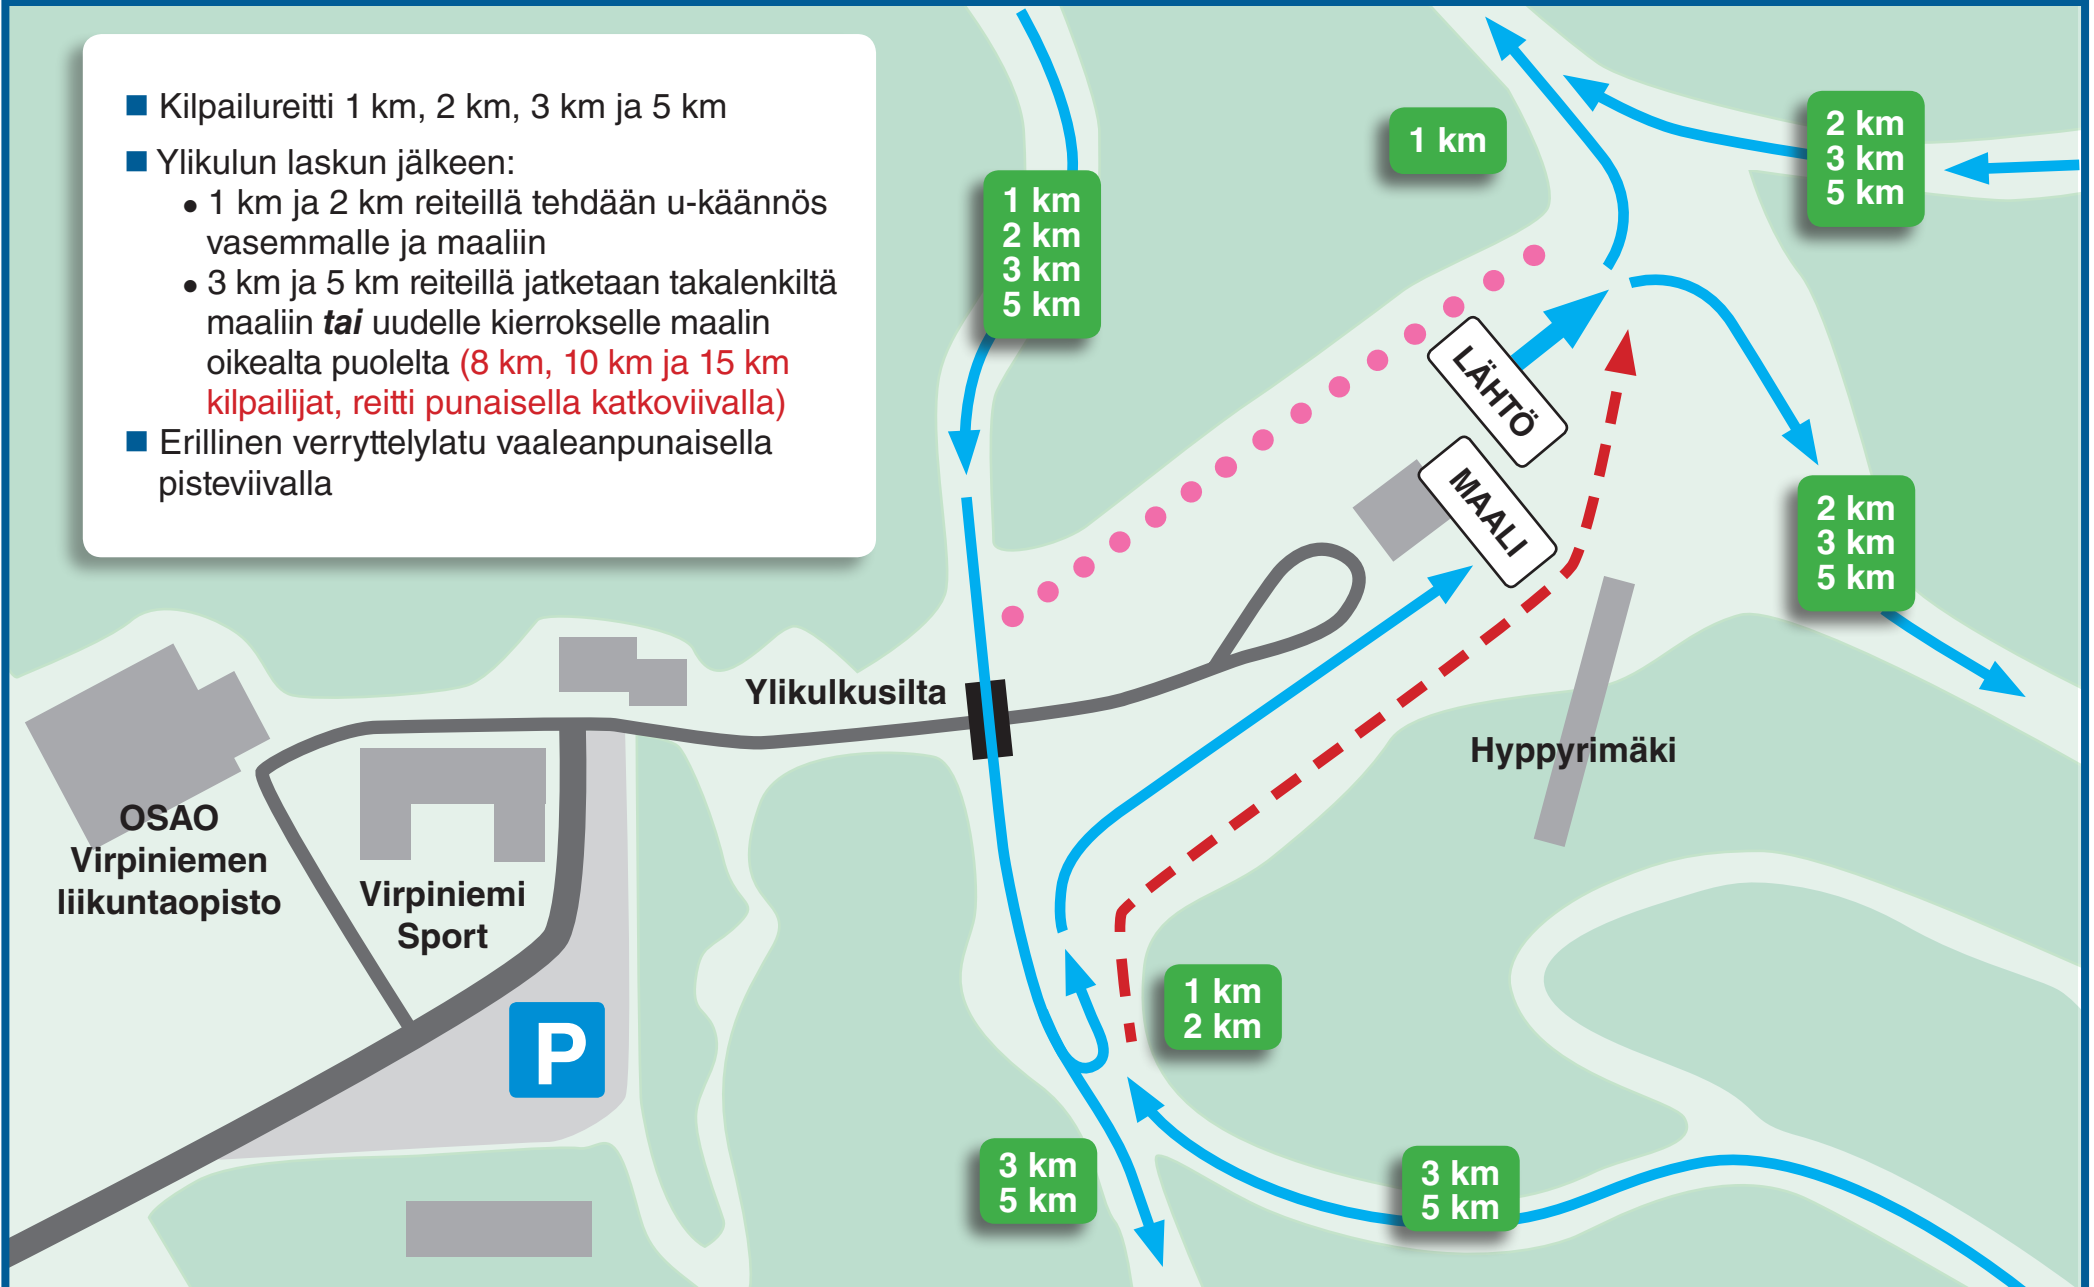 Kilpailureitti 1 km, 2 km, 3 km ja 5 km
Ylikulun laskun jälkeen:
1 km ja 2 km reiteillä tehdään u-käännös
vasemmalle ja maaliin
3 km ja 5 km reiteillä jatketaan takalenkiltä
maaliin tai uudelle kierrokselle maalin
oikealta puolelta (8 km, 10 km ja 15 km
kilpailijat, reitti punaisella katkoviivalla)
Erillinen verryttelylatu vaaleanpunaisella
pisteviivalla
1 km
2 km
3 km
5 km
1 km
2 km
3 km
5 km
LÄHTÖ
MAALI
2 km
3 km
5 km
Ylikulkusilta
Hyppyrimäki
OSAO
Virpiniemen
liikuntaopisto
Virpiniemi
Sport
P
1 km
2 km
3 km
5 km
3 km
5 km